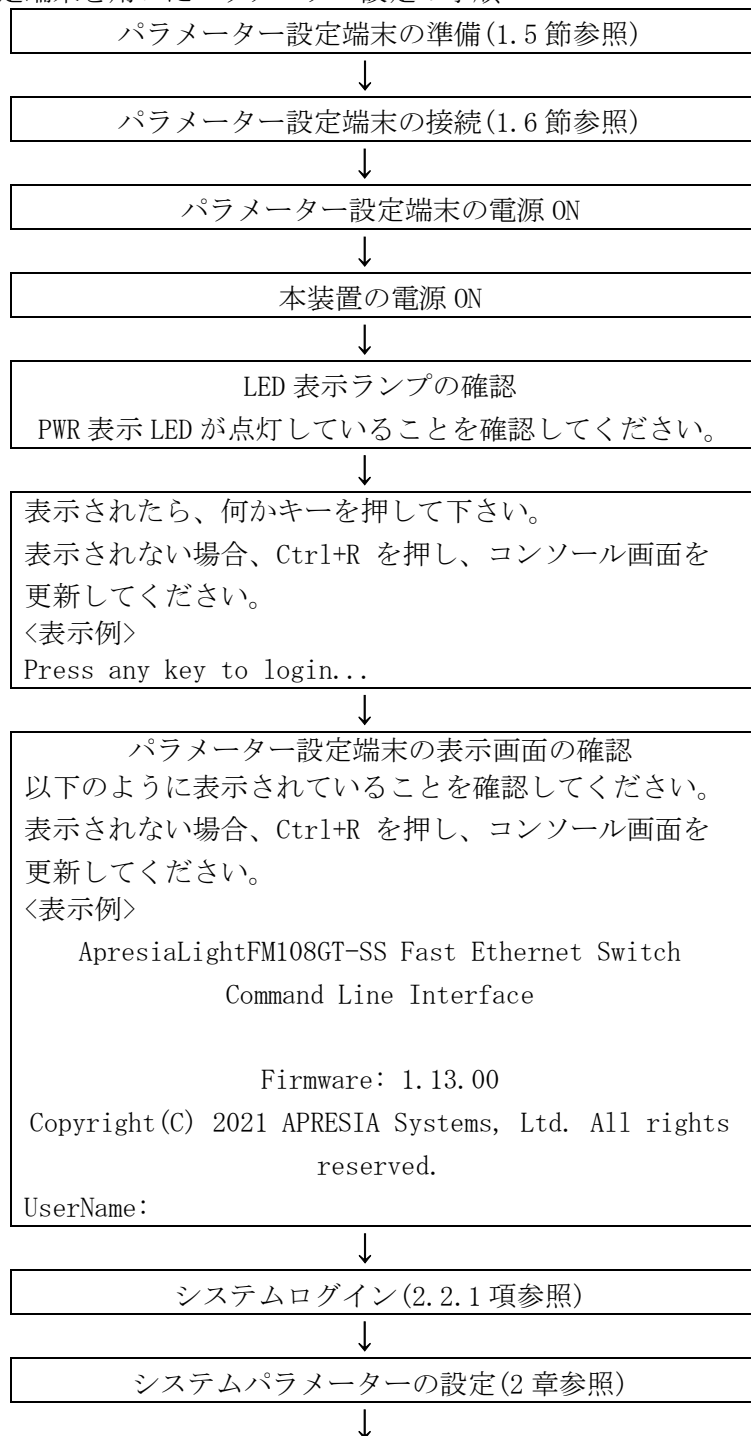 パラメーター設定端末の準備(1.5節参照)
↓
パラメーター設定端末の接続(1.6節参照)
↓
パラメーター設定端末の電源 ON
↓
本装置の電源 ON
↓
LED 表示ランプの確認
PWR 表示 LED が点灯していることを確認してください。
↓
表示されたら、何かキーを押して下さい。
表示されない場合、Ctrl+R を押し、コンソール画面を
更新してください。
<表示例>
Press any key to login...
↓
パラメーター設定端末の表示画面の確認
以下のように表示されていることを確認してください。
表示されない場合、Ctrl+R を押し、コンソール画面を
更新してください。
<表示例>
ApresiaLightFM108GT-SS Fast Ethernet Switch
Command Line Interface
Firmware: 1.13.00
Copyright(C) 2021 APRESIA Systems, Ltd. All rights
reserved.
UserName:
↓
システムログイン(2.2.1項参照)
↓
システムパラメーターの設定(2章参照)
↓